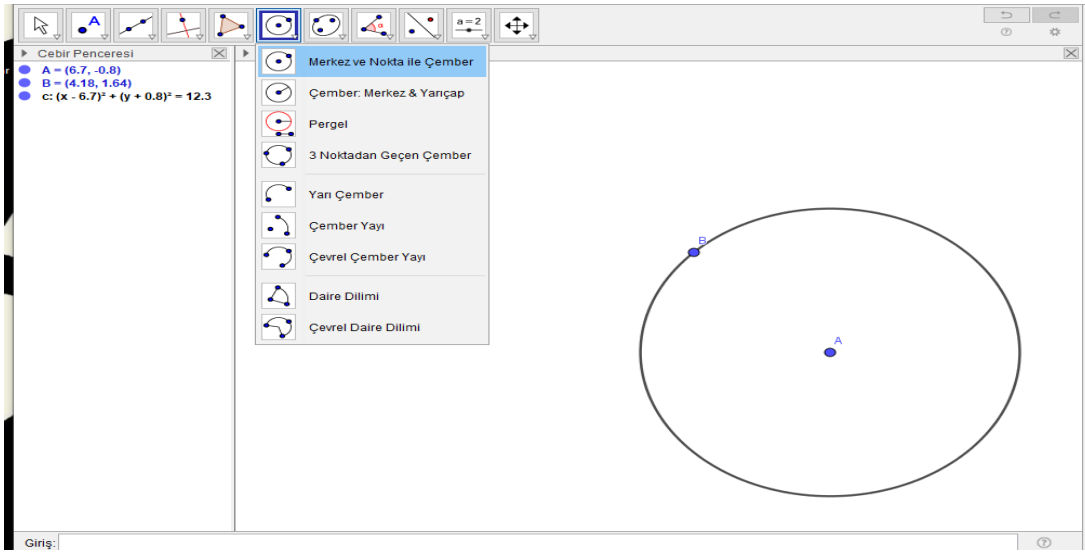 A
α
a=2
Cebir Penceresi
A = (6.7, -0.8)
B = (4.18, 1.64)
c: (x - 6.7)² + (y + 0.8)² = 12.3
Merkez ve Nokta ile Çember
Çember: Merkez & Yarıçap
Pergel
3 Noktadan Geçen Çember
Yarı Çember
Çember Yayı
Çevrel Çember Yayı
Daire Dilimi
Çevrel Daire Dilimi
B
A
Giriş: